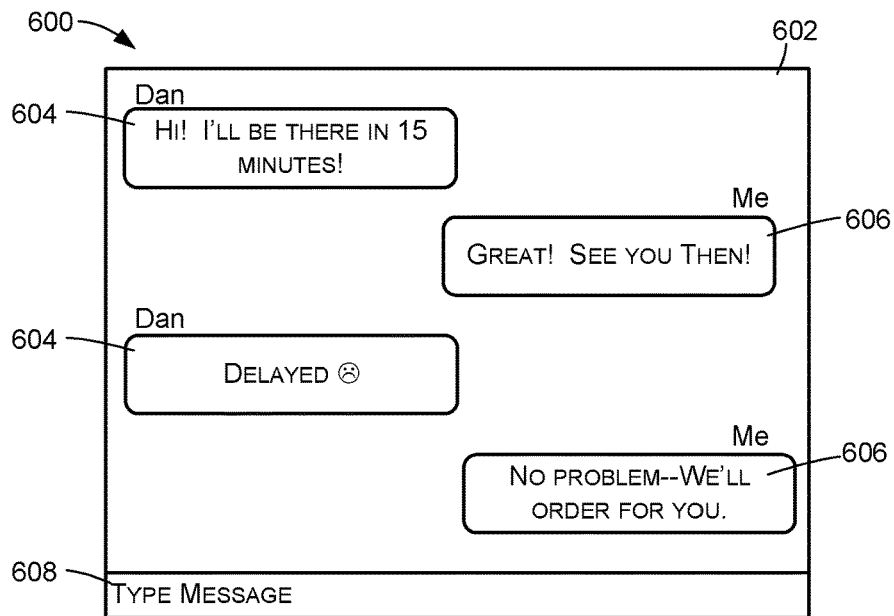 600
602
Dan
604
HI! I'LL BE THERE IN 15
MINUTES!
Me
606
GREAT! SEE YOU THEN!
Dan
604
DELAYED ☹
Me
606
NO PROBLEM--WE'LL
ORDER FOR YOU.
608
TYPE MESSAGE